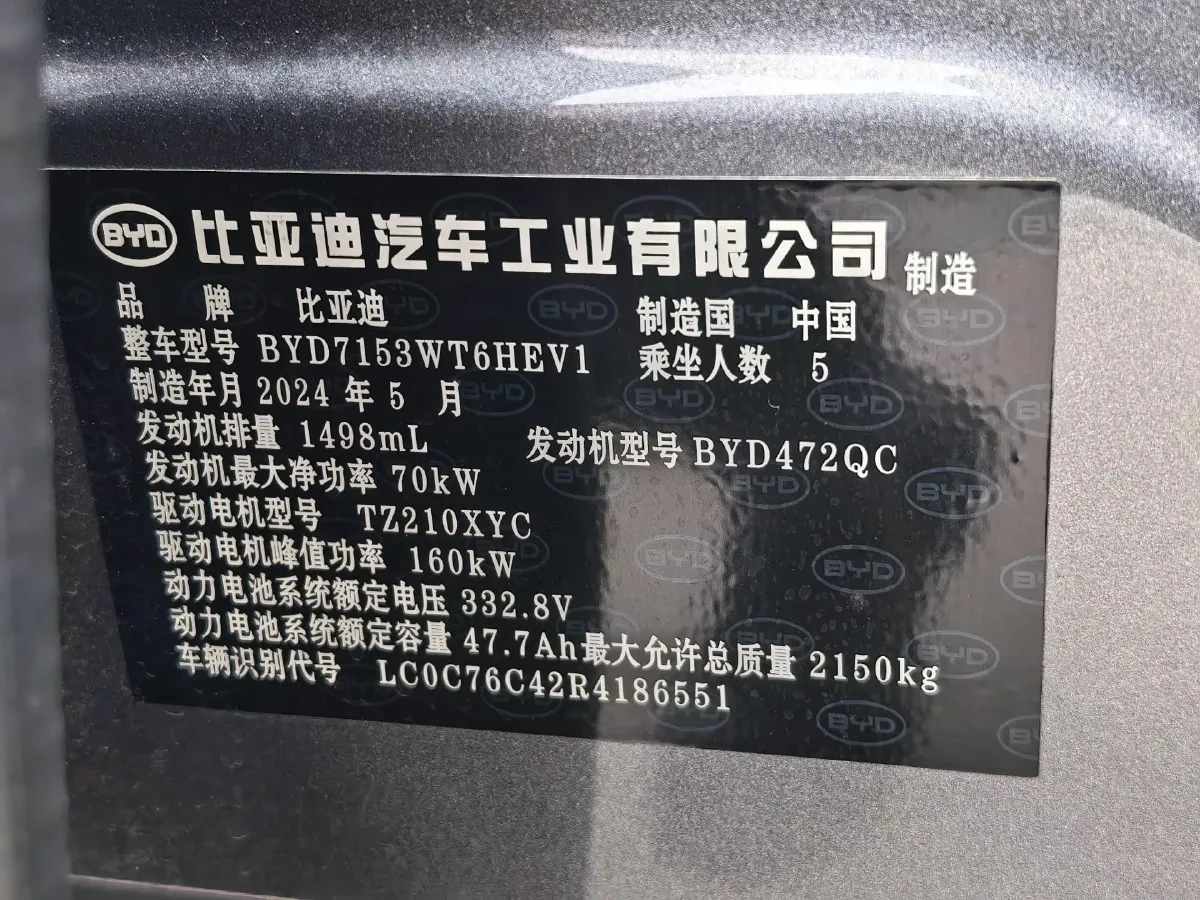 BYD 比亚迪汽车工业有限公司 制造
品 牌 比亚迪 制造国 中国
整车型号 BYD7153WT6HEV1 乘坐人数 5
制造年月 2024 年 5 月
发动机排量 1498mL 发动机型号 BYD472QC
发动机最大净功率 70kW
驱动电机型号 TZ210XYC
驱动电机峰值功率 160kW
动力电池系统额定电压 332.8V
动力电池系统额定容量 47.7Ah 最大允许总质量 2150kg
车辆识别代号 LC0C76C42R4186551